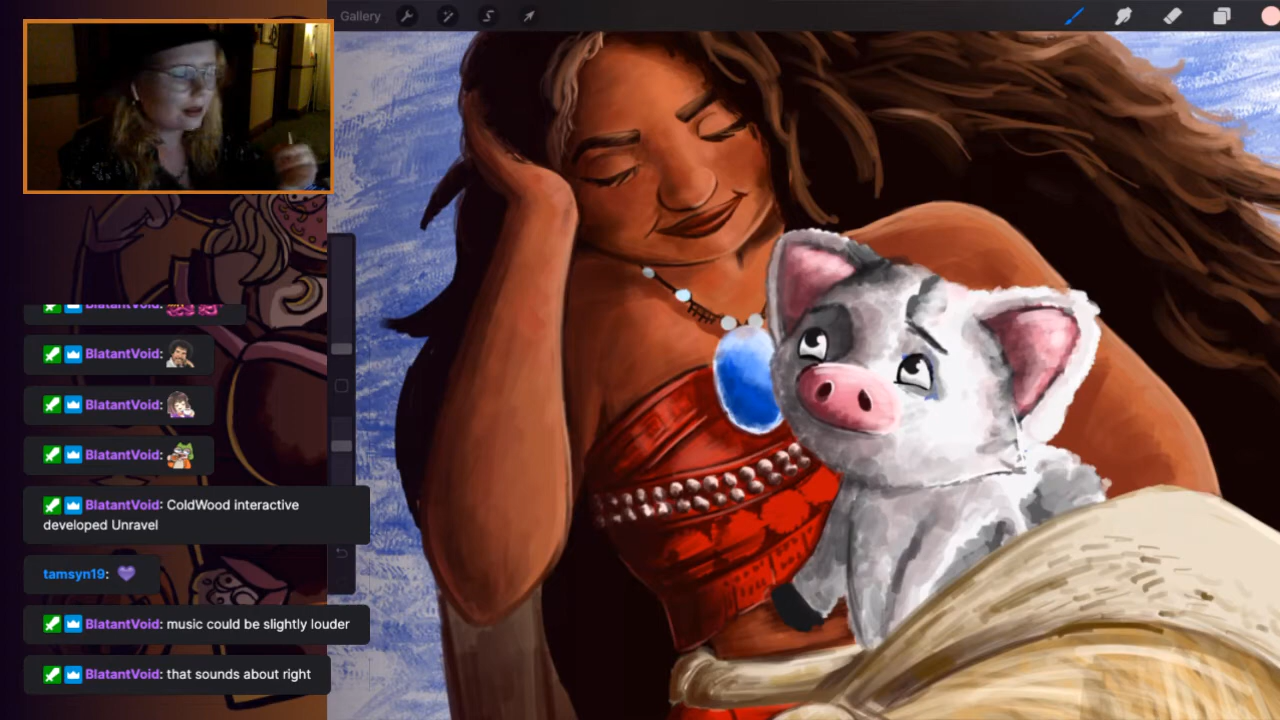 Gallery
BlatantVoid:
BlatantVoid:
BlatantVoid:
BlatantVoid:
BlatantVoid: ColdWood interactive
developed Unravel
tamsyn19:
BlatantVoid: music could be slightly louder
BlatantVoid: that sounds about right